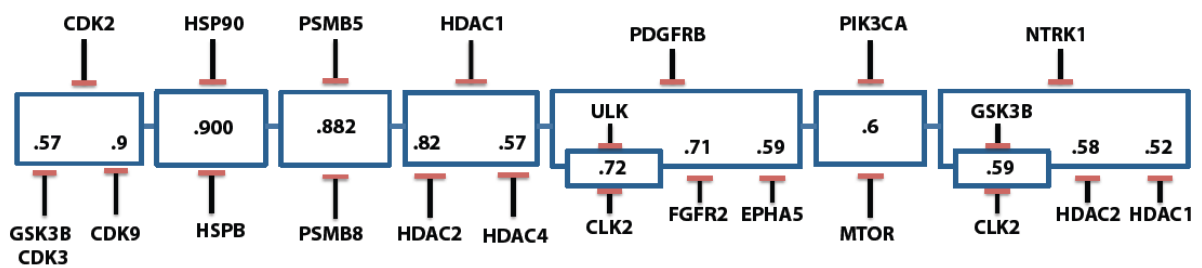 CDK2 HSP90 PSMB5 HDAC1 PDGFRB PIK3CA NTRK1
ULK GSK3B
.57 .9 .900 .882 .82 .57 .72 .71 .59 .6 .59 .58 .52
GSK3B CDK9 HSPB PSMB8 HDAC2 HDAC4 CLK2 FGFR2 EPHA5 MTOR CLK2 HDAC2 HDAC1
CDK3